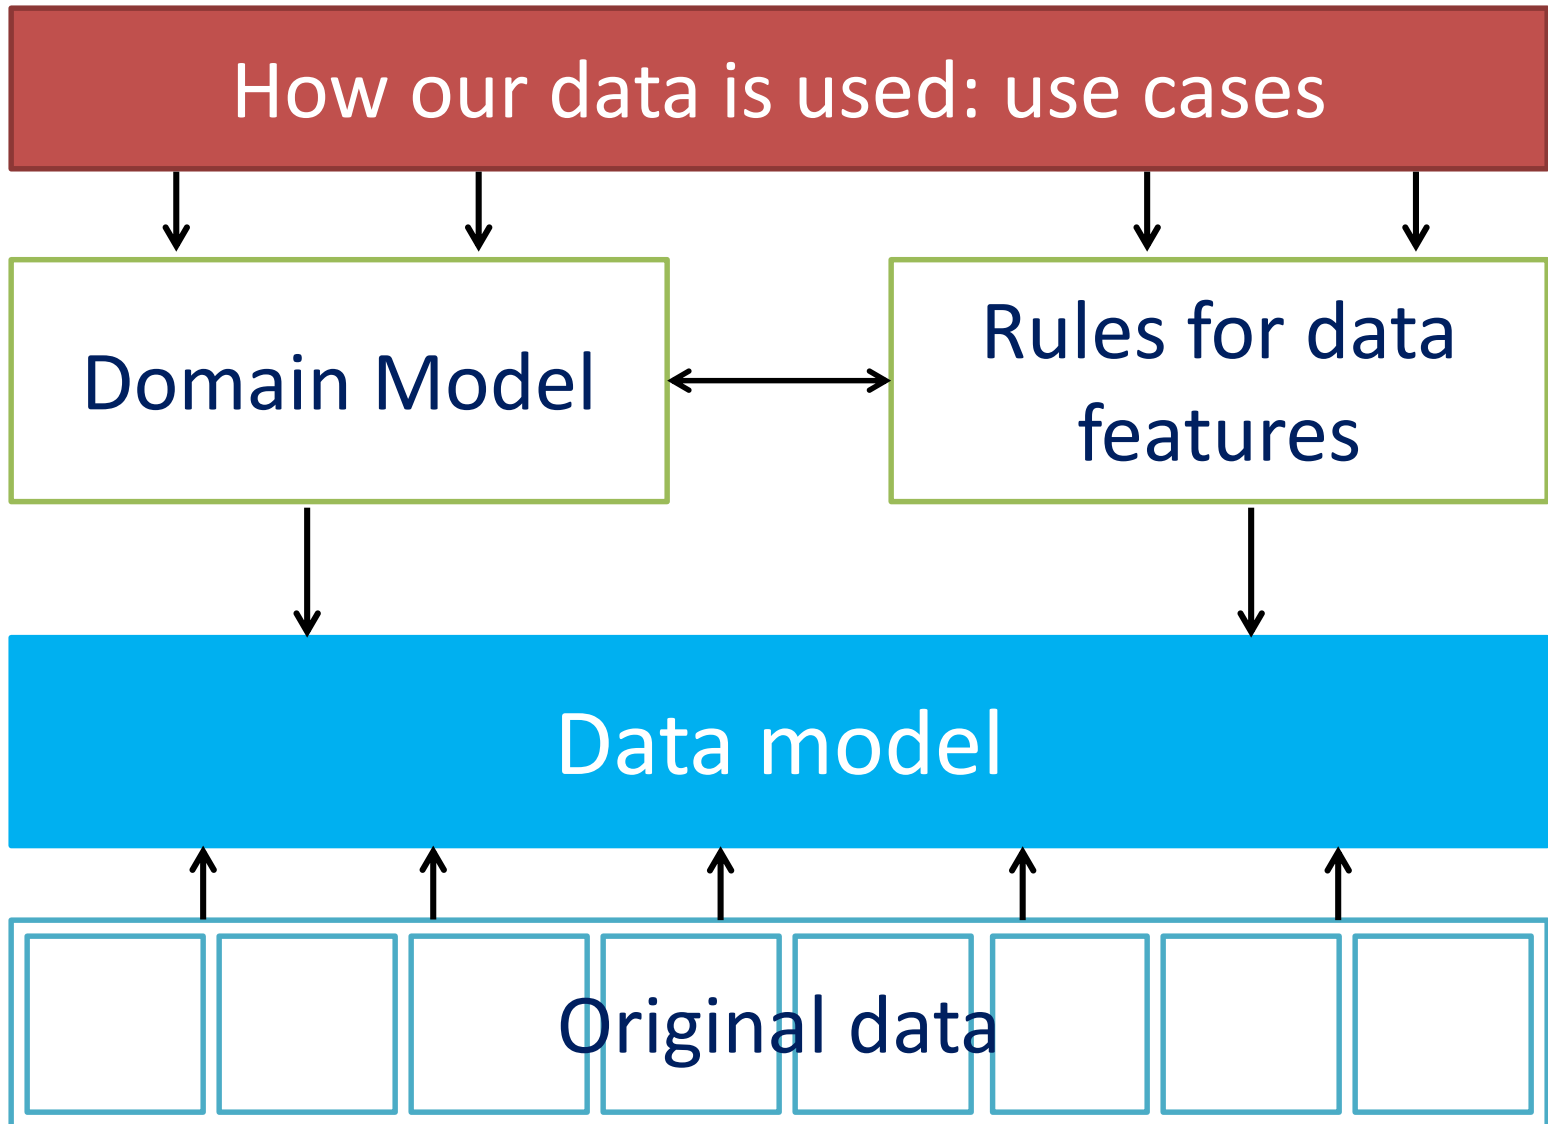 How our data is used: use cases
Domain Model
Rules for data
features
Data model
Original data